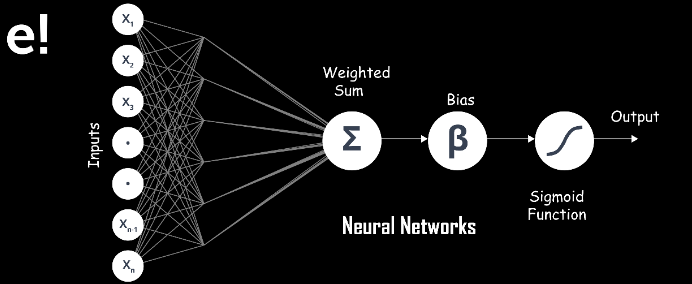 e!
X1
X2
X3
•
•
Xn-1
Xn
Inputs
Weighted
Sum
Σ
Bias
β
Sigmoid
Function
Output
Neural Networks